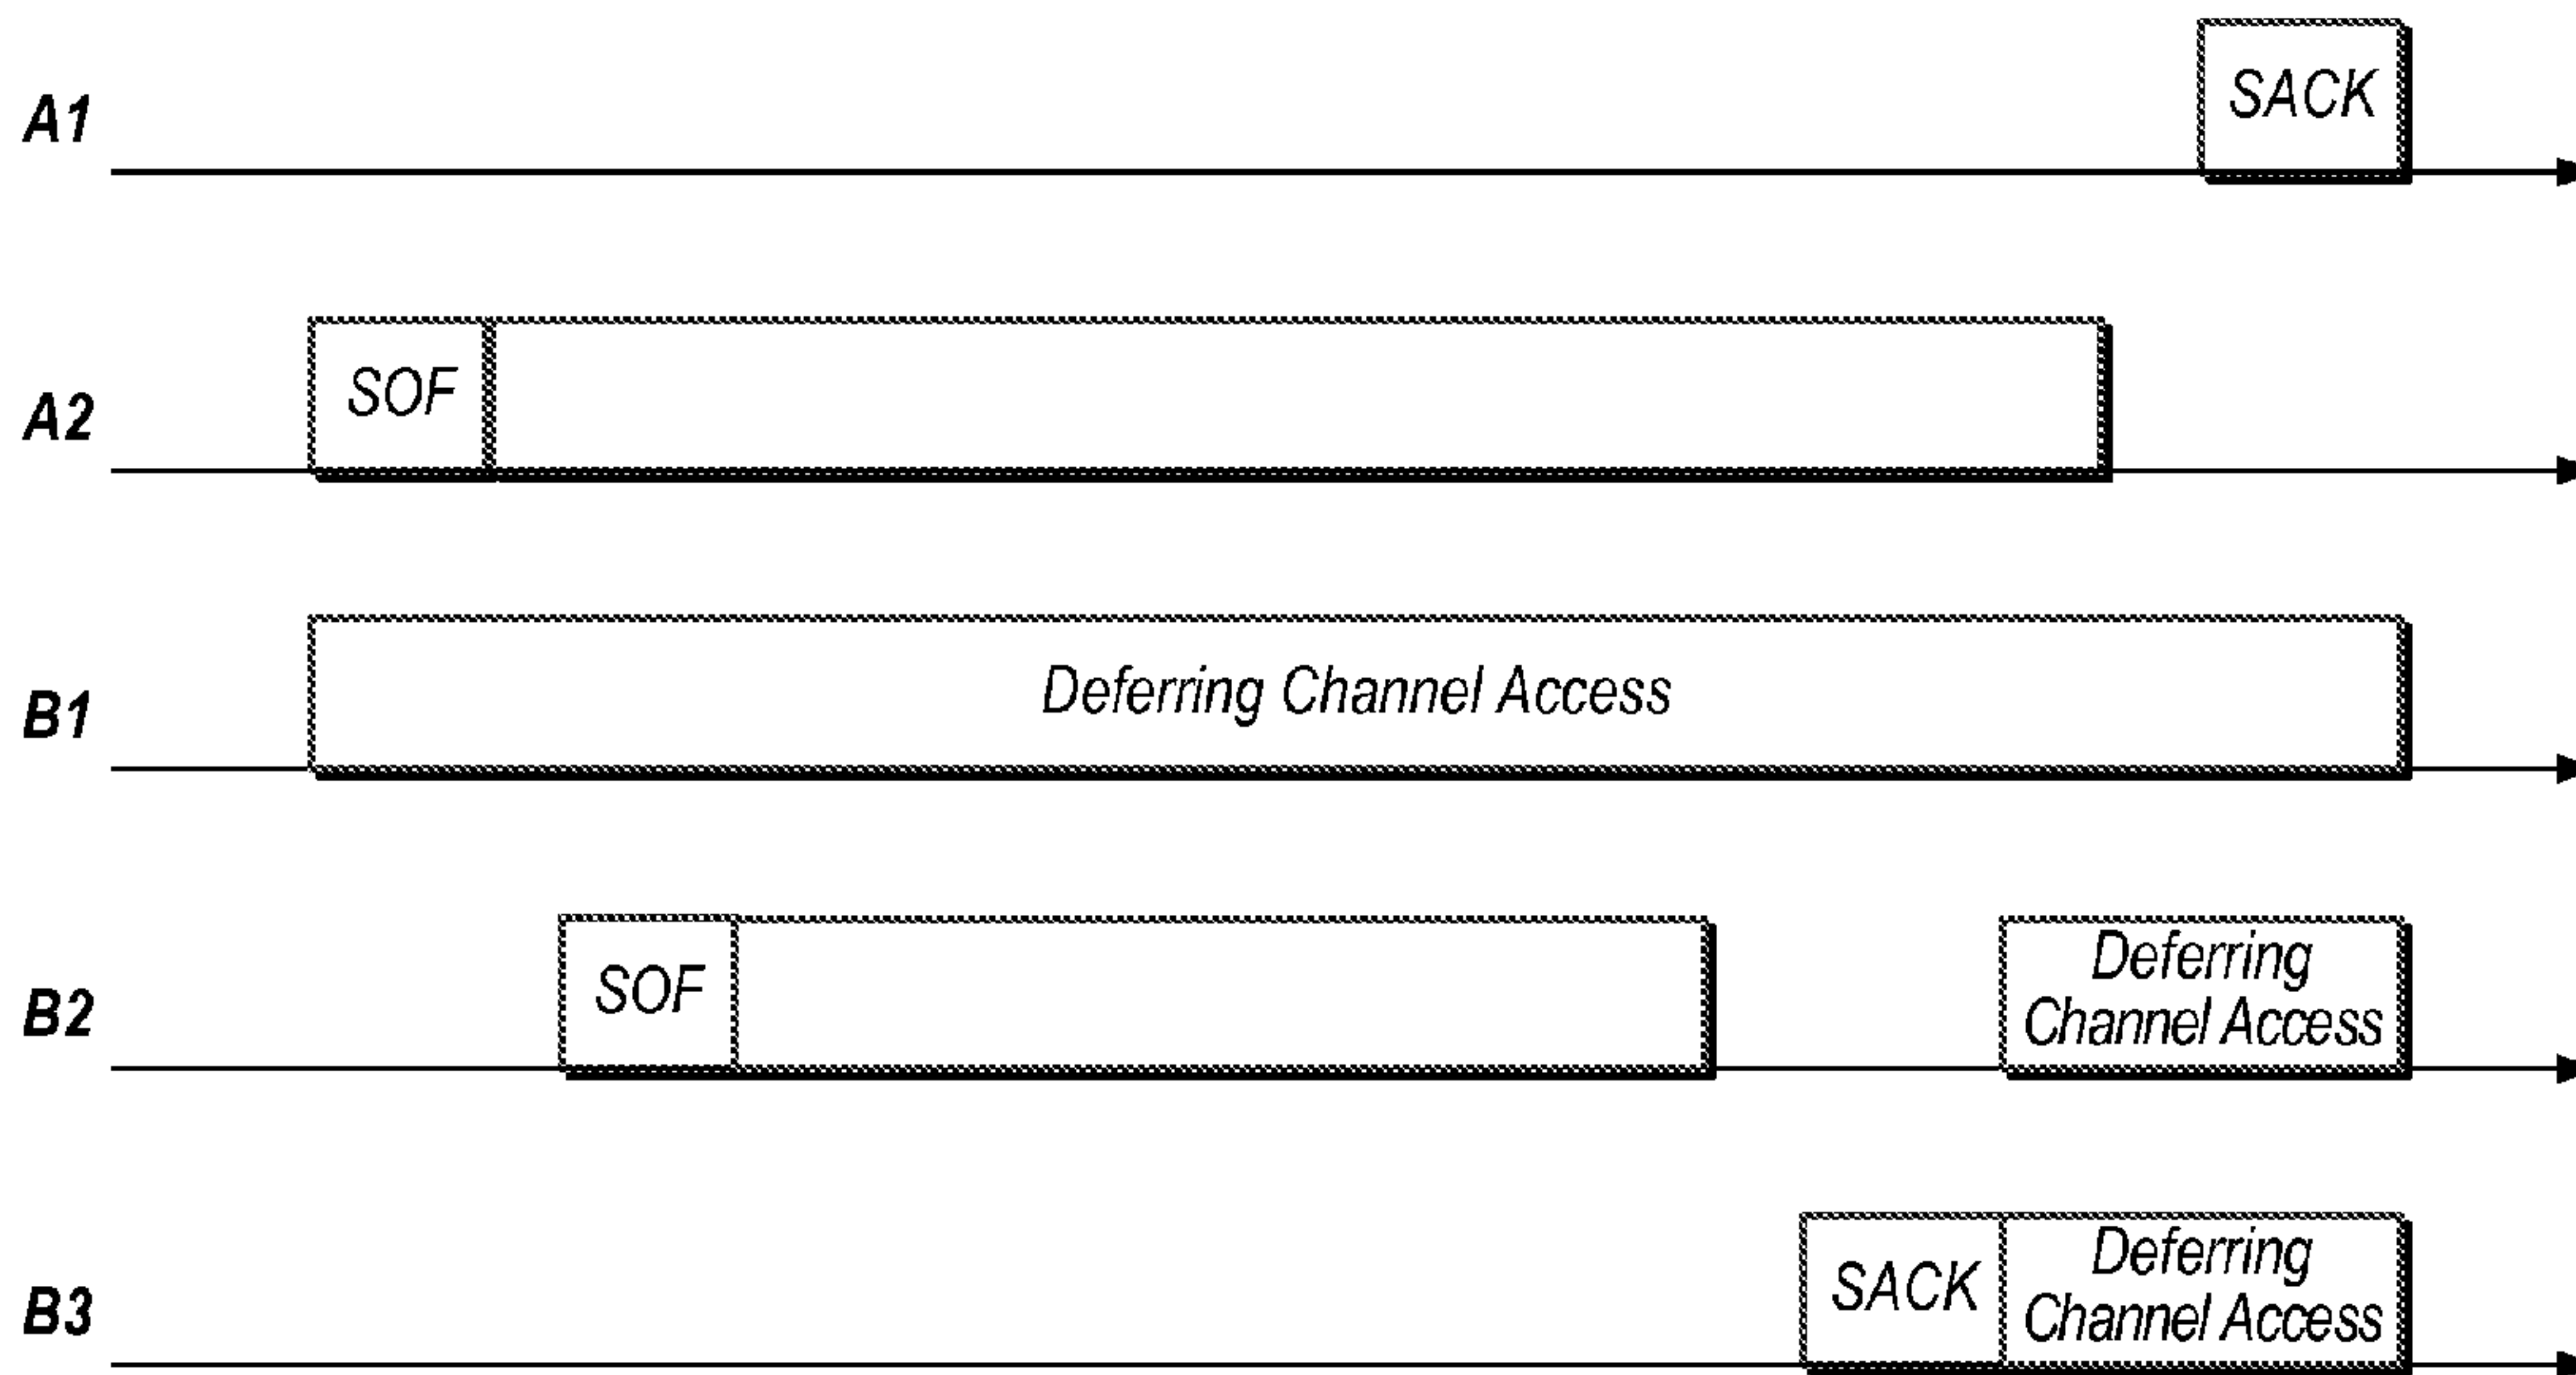 SACK
A1
SOF
A2
Deferring Channel Access
B1
SOF
Deferring
Channel Access
B2
SACK
Deferring
Channel Access
B3